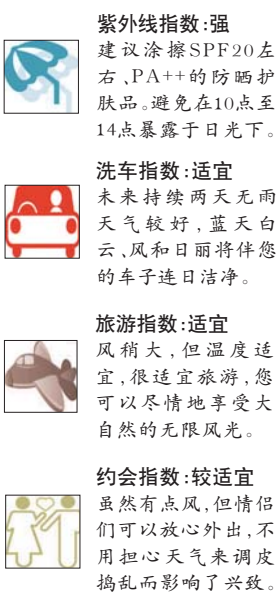 紫外线指数:强
建议涂擦SPF20左
右、PA++的防晒护
肤品。避免在10点至
14点暴露于日光下。
洗车指数:适宜
未来持续两天无雨
天气较好,蓝天白
云、风和日丽将伴您
的车子连日洁净。
旅游指数:适宜
风稍大,但温度适
宜,很适宜旅游,您
可以尽情地享受大
自然的无限风光。
约会指数:较适宜
虽然有点风,但情侣
们可以放心外出,不
用担心天气来调皮
捣乱而影响了兴致。